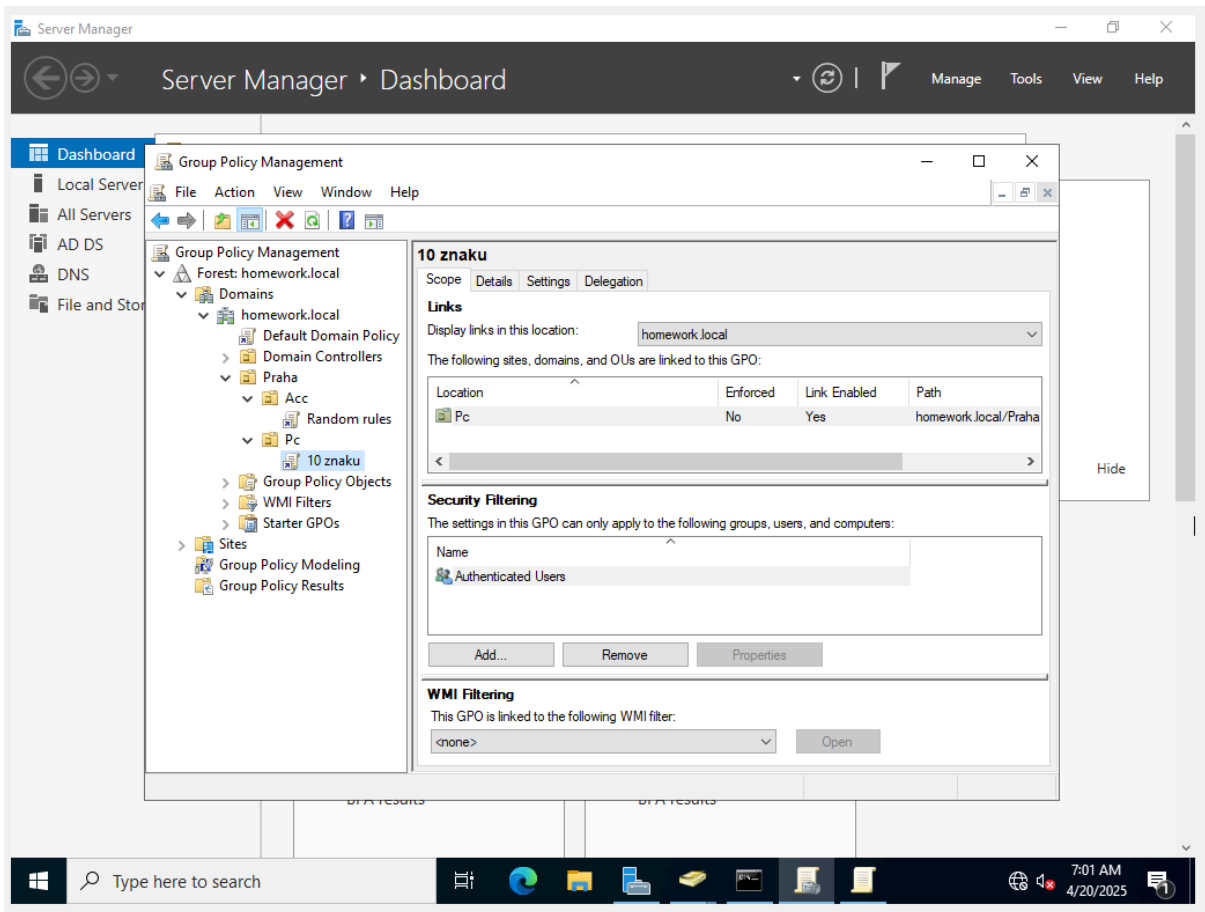 Server Manager
Server Manager • Dashboard
Manage Tools View Help
Dashboard
Local Server
All Servers
AD DS
DNS
File and Stor
Group Policy Management
File Action View Window Help
Group Policy Management
Forest: homework.local
Domains
homework.local
Default Domain Policy
Domain Controllers
Praha
Acc
Random rules
Pc
10 znaku
Group Policy Objects
WMI Filters
Starter GPOs
Sites
Group Policy Modeling
Group Policy Results
10 znaku
Scope Details Settings Delegation
Links
Display links in this location: homework.local
The following sites, domains, and OUs are linked to this GPO:
Location Enforced Link Enabled Path
Pc No Yes homework.local/Praha
Security Filtering
The settings in this GPO can only apply to the following groups, users, and computers:
Name
Authenticated Users
Add... Remove Properties
WMI Filtering
This GPO is linked to the following WMI filter:
<none> Open
Hide
BPA results BPA results
Type here to search
7:01 AM
4/20/2025
1